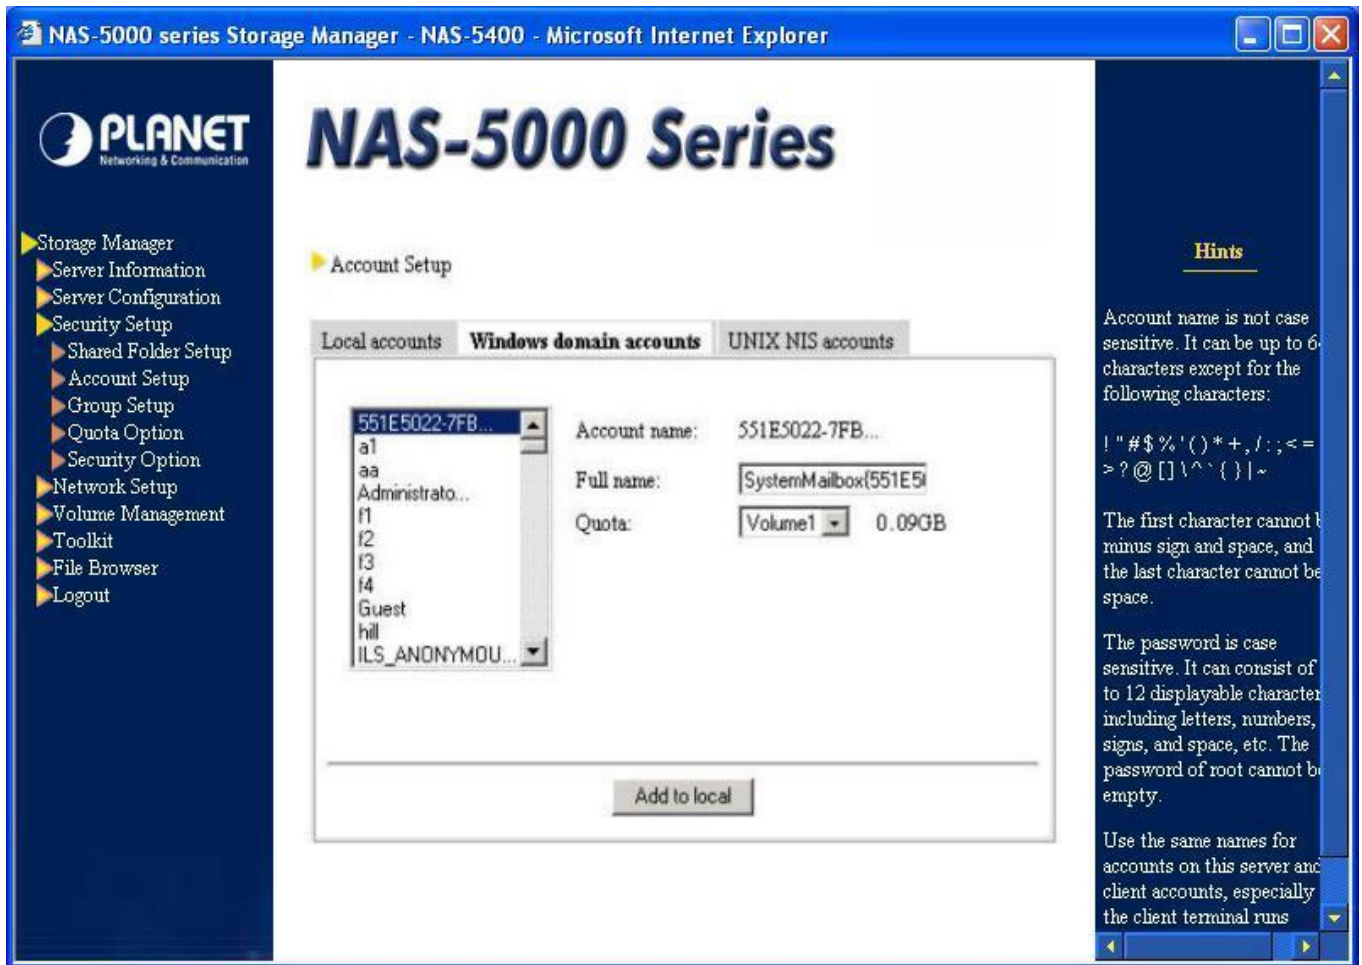 NAS-5000 series Storage Manager - NAS-5400 - Microsoft Internet Explorer
PLANET
Networking & Communication
NAS-5000 Series
Storage Manager
Server Information
Server Configuration
Security Setup
Shared Folder Setup
Account Setup
Group Setup
Quota Option
Security Option
Network Setup
Volume Management
Toolkit
File Browser
Logout
Account Setup
Local accounts
Windows domain accounts
UNIX NIS accounts
551E5022-7FB...
a1
aa
Administrato...
f1
f2
f3
f4
Guest
hill
ILS_ANONYMOU...
Account name:
551E5022-7FB...
Full name:
SystemMailbox{551E5
Quota:
Volume1
0.09GB
Add to local
Hints
Account name is not case
sensitive. It can be up to 6
characters except for the
following characters:
! " # $ % ' ( ) * + , / : ; < =
> ? @ [ ] \ ^ ` { } | ~
The first character cannot
minus sign and space, and
the last character cannot be
space.
The password is case
sensitive. It can consist of
to 12 displayable character
including letters, numbers,
signs, and space, etc. The
password of root cannot b
empty.
Use the same names for
accounts on this server and
client accounts, especially
the client terminal runs